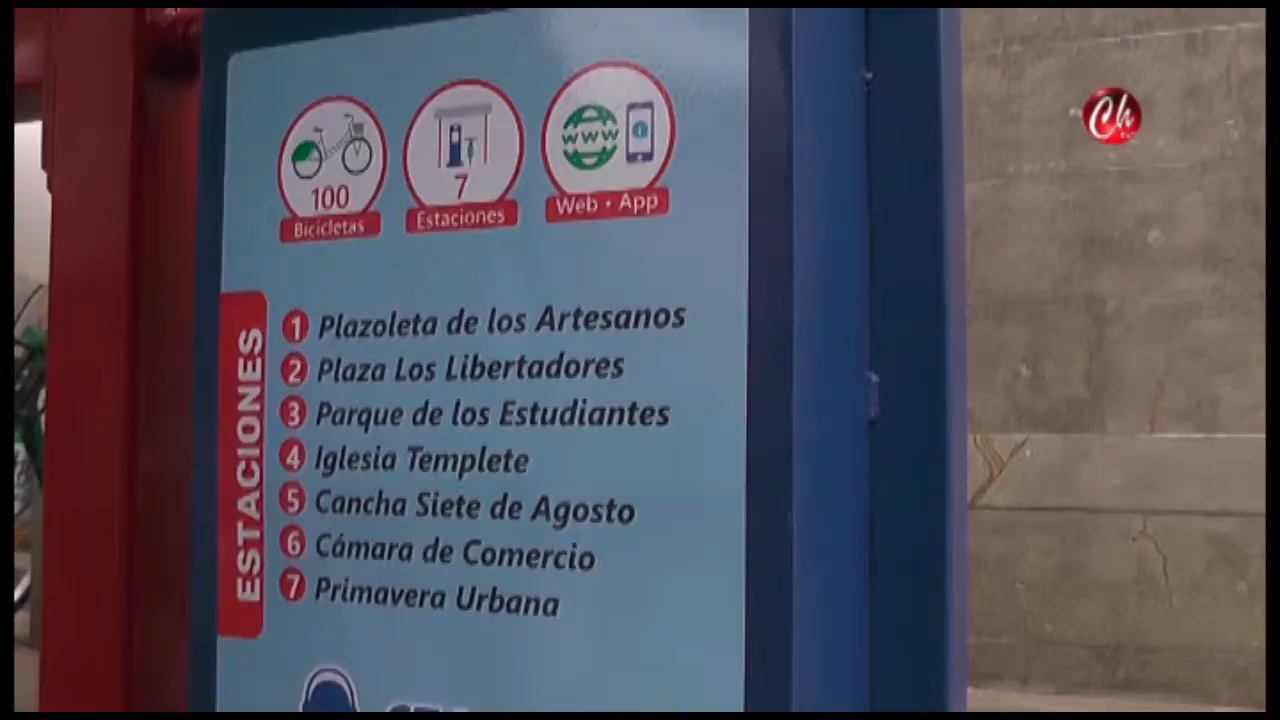 Ch
100
Bicicletas
7
Estaciones
www
Web • App
ESTACIONES
1 Plazoleta de los Artesanos
2 Plaza Los Libertadores
3 Parque de los Estudiantes
4 Iglesia Templete
5 Cancha Siete de Agosto
6 Cámara de Comercio
7 Primavera Urbana